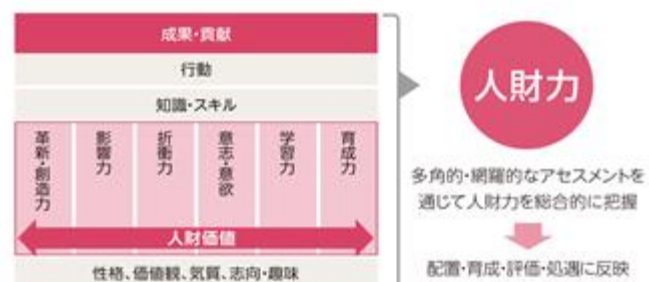 成果・貢献
行動
知識・スキル
革新・創造力
影響力
折衝力
意志・意欲
学習力
育成力
人財価値
性格、価値観、気質、志向・趣味
人財力
多角的・網羅的なアセスメントを
通じて人財力を総合的に把握
配置・育成・評価・処遇に反映